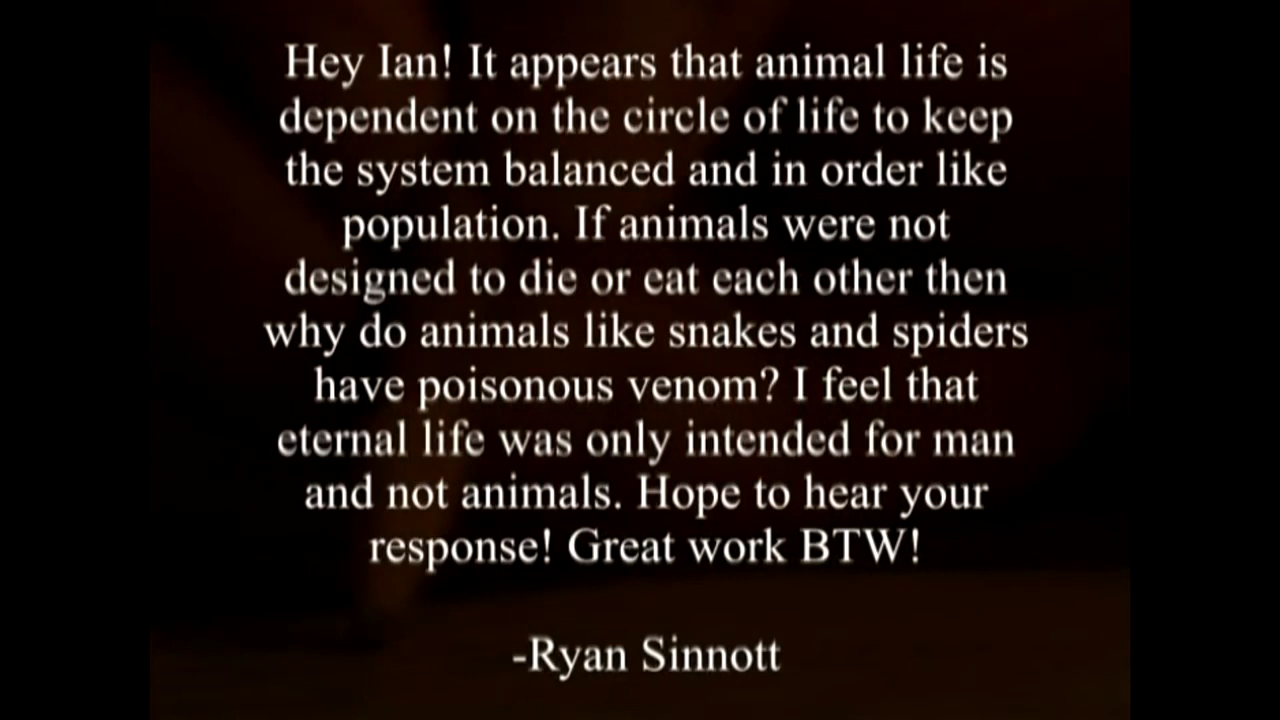 Hey Ian! It appears that animal life is
dependent on the circle of life to keep
the system balanced and in order like
population. If animals were not
designed to die or eat each other then
why do animals like snakes and spiders
have poisonous venom? I feel that
eternal life was only intended for man
and not animals. Hope to hear your
response! Great work BTW!
-Ryan Sinnott